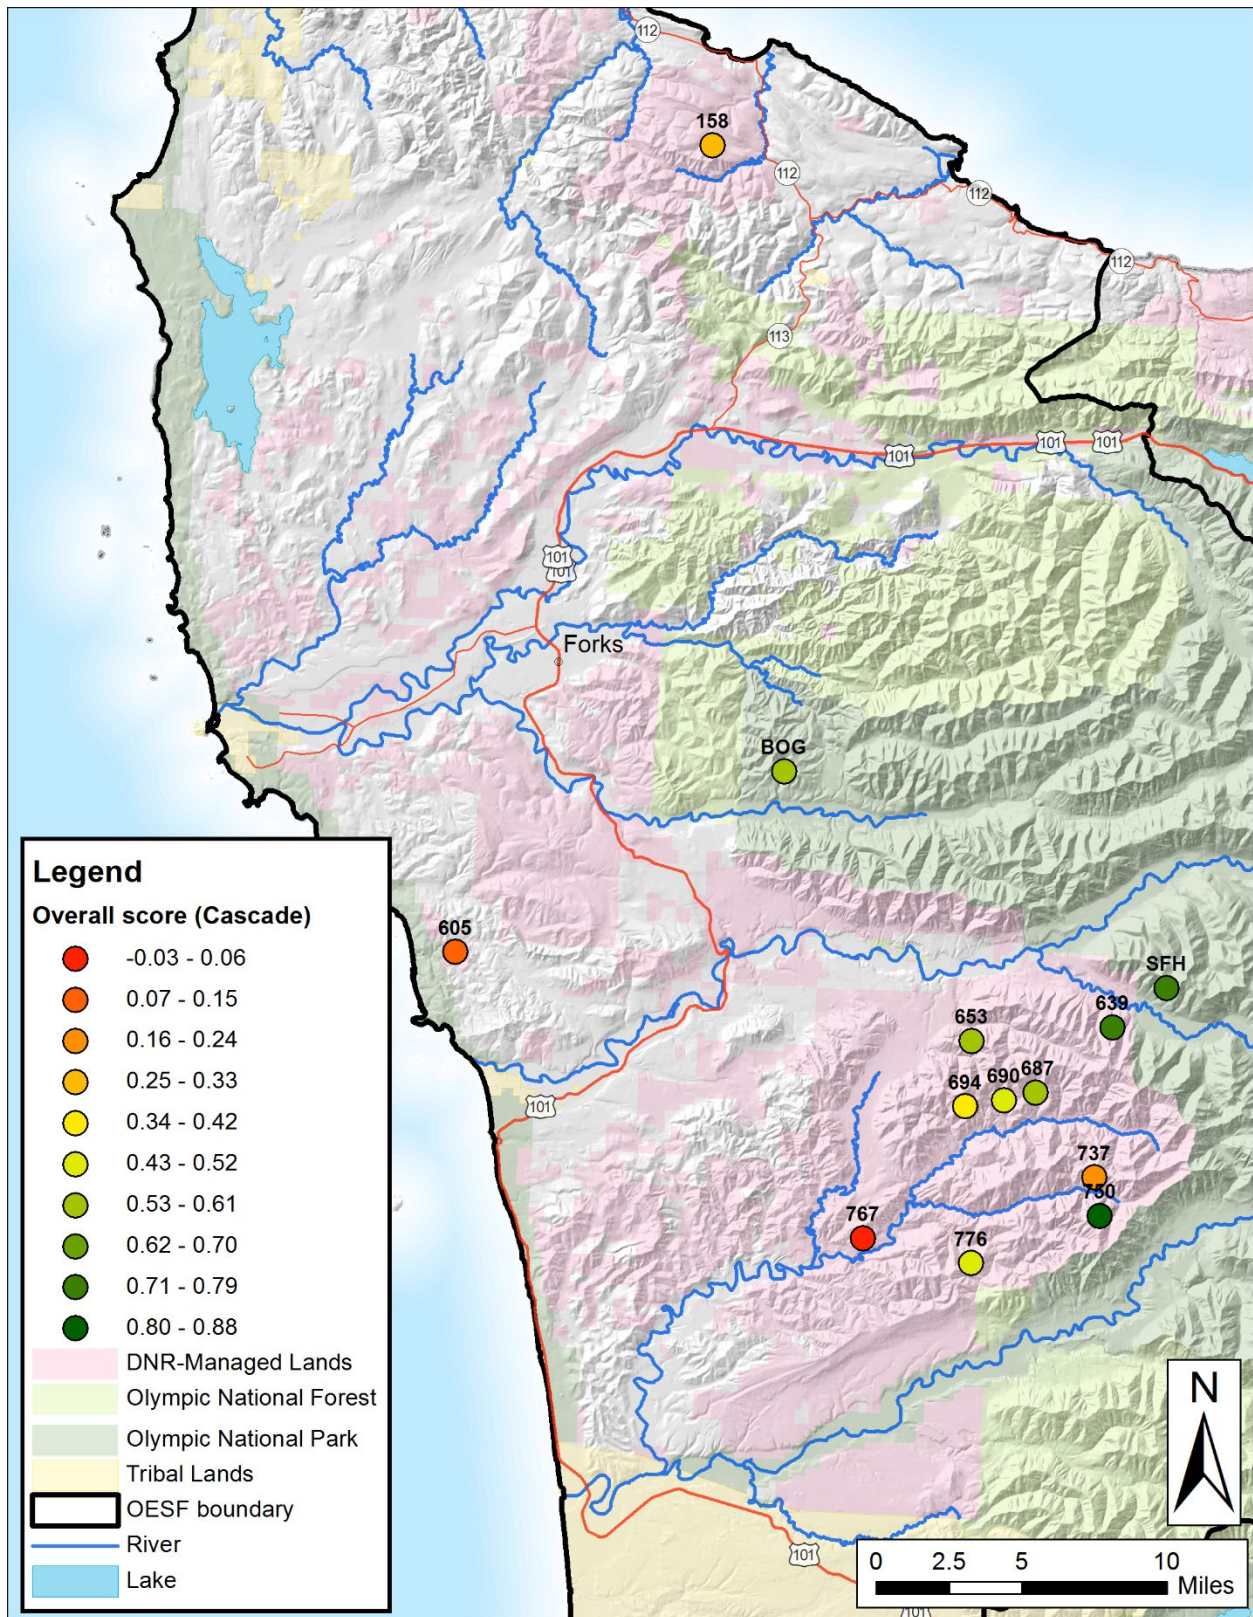 112
158
112
112
112
113
101
101
101
101
101
Forks
BOG
605
SFH
639
653
687
690
694
737
750
767
776
101
101
101
Legend
Overall score (Cascade)
-0.03 - 0.06
0.07 - 0.15
0.16 - 0.24
0.25 - 0.33
0.34 - 0.42
0.43 - 0.52
0.53 - 0.61
0.62 - 0.70
0.71 - 0.79
0.80 - 0.88
DNR-Managed Lands
Olympic National Forest
Olympic National Park
Tribal Lands
OESF boundary
River
Lake
N
0 2.5 5 10
Miles